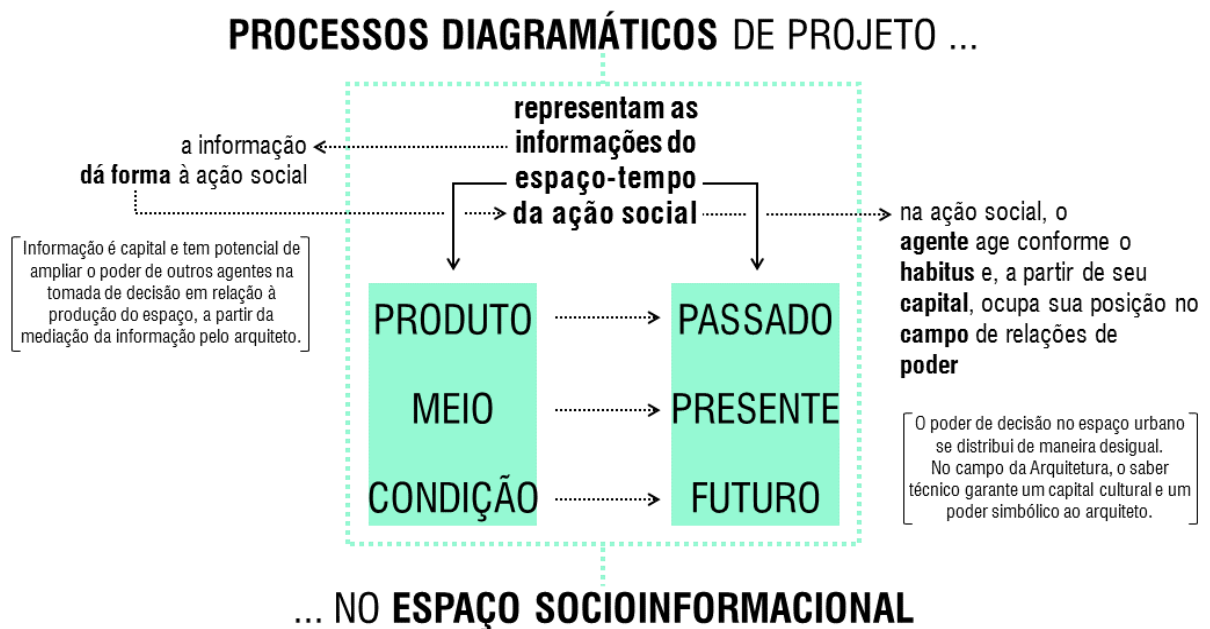 PROCESSOS DIAGRAMÁTICOS DE PROJETO ...
representam as
informações do
espaço-tempo
da ação social
a informação
dá forma à ação social
Informação é capital e tem potencial de
ampliar o poder de outros agentes na
tomada de decisão em relação à
produção do espaço, a partir da
mediação da informação pelo arquiteto.
na ação social, o
agente age conforme o
habitus e, a partir de seu
capital, ocupa sua posição no
campo de relações de
poder
O poder de decisão no espaço urbano
se distribui de maneira desigual.
No campo da Arquitetura, o saber
técnico garante um capital cultural e um
poder simbólico ao arquiteto.
PRODUTO
PASSADO
MEIO
PRESENTE
CONDIÇÃO
FUTURO
... NO ESPAÇO SOCIOINFORMACIONAL